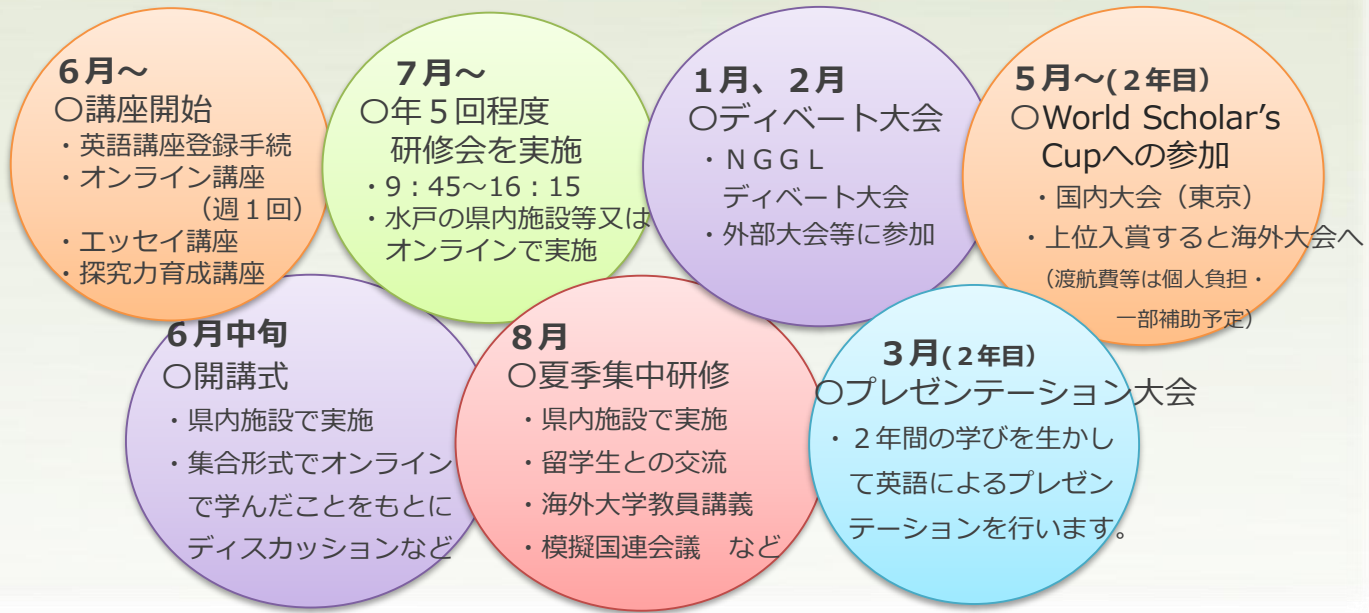 ６月～
〇講座開始
・英語講座登録手続
・オンライン講座
（週１回）
・エッセイ講座
・探究力育成講座
６月中旬
〇開講式
・県内施設で実施
・集合形式でオンライン
で学んだことをもとに
ディスカッションなど
７月～
〇年５回程度
研修会を実施
・9：45～16：15
・水戸の県内施設等又は
オンラインで実施
８月
〇夏季集中研修
・県内施設で実施
・留学生との交流
・海外大学教員講義
・模擬国連会議　など
１月、２月
〇ディベート大会
・ＮＧＧＬ
ディベート大会
・外部大会等に参加
３月(２年目）
〇プレゼンテーション大会
・２年間の学びを生かし
て英語によるプレゼン
テーションを行います。
５月～(２年目）
〇World Scholar’s
Cupへの参加
・国内大会（東京）
・上位入賞すると海外大会へ
（渡航費等は個人負担・
一部補助予定）